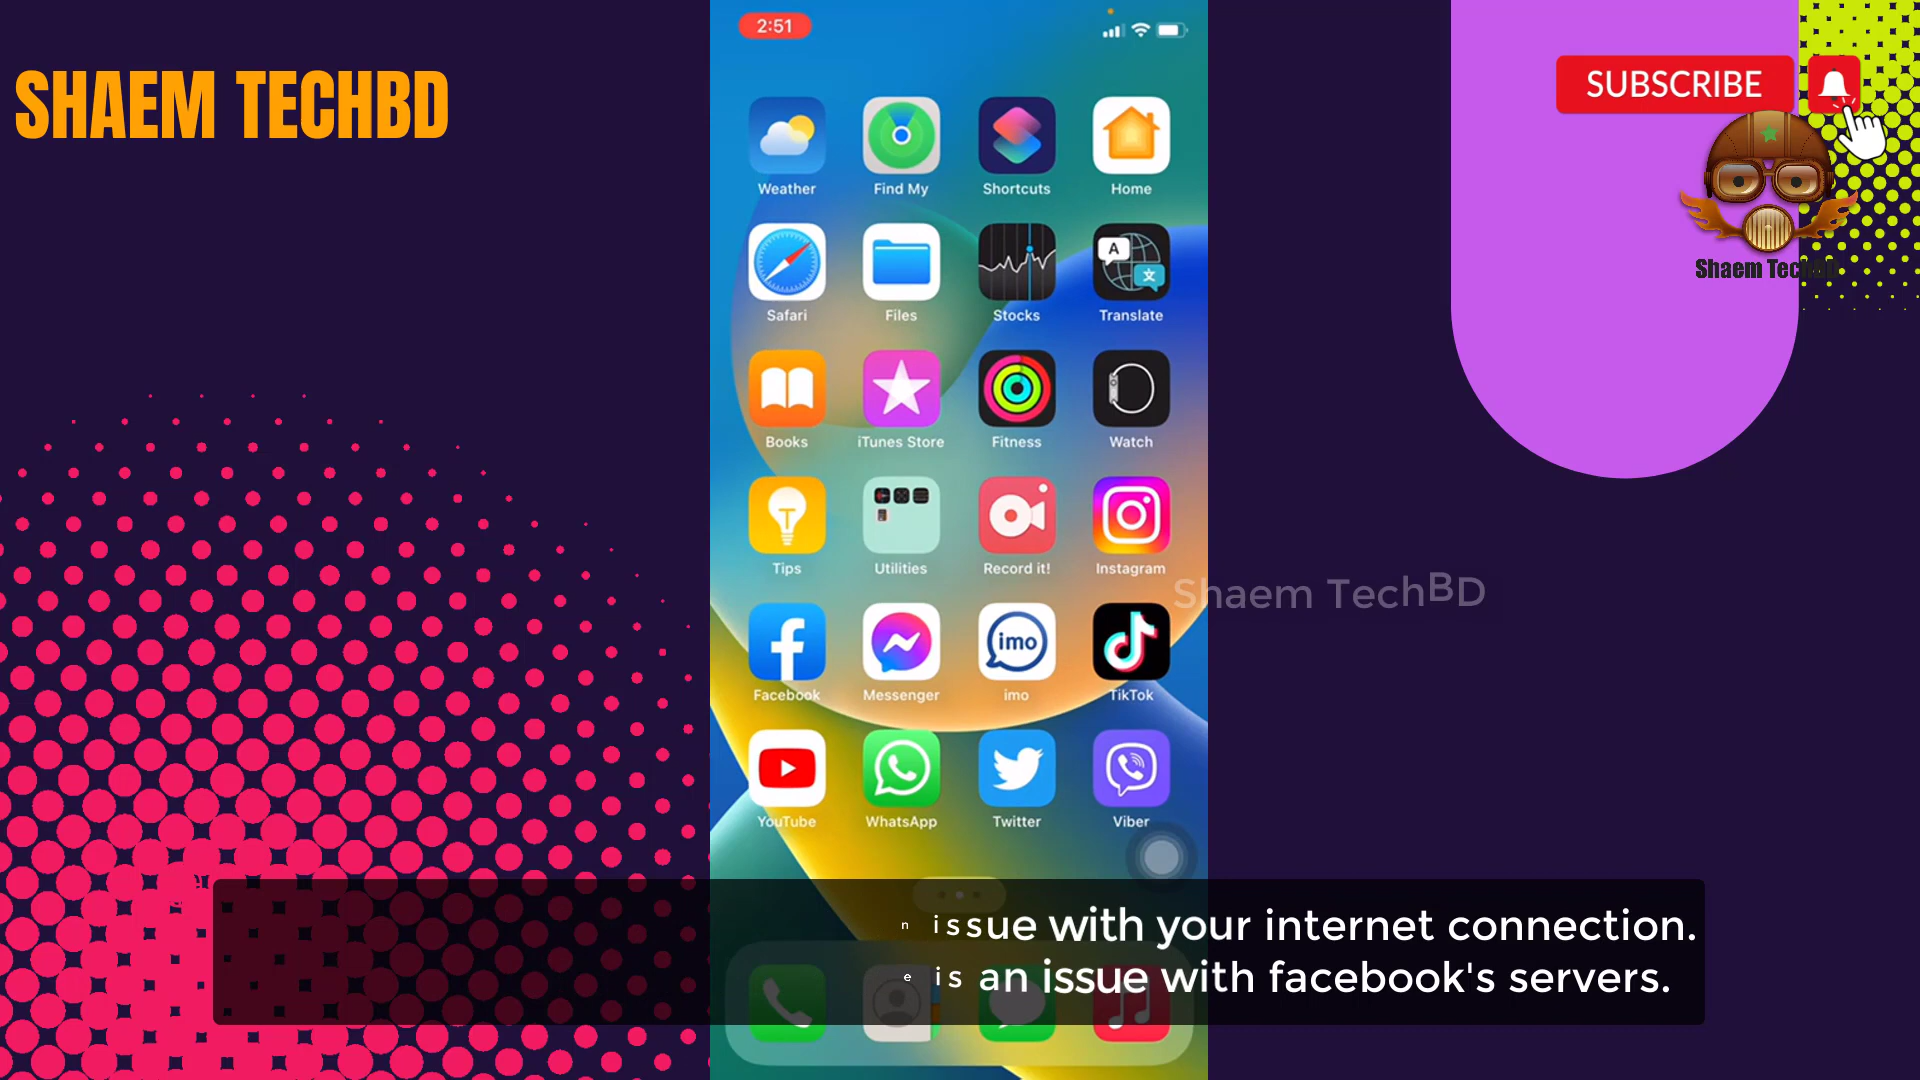 SHAEM TECHBD
2:51
SUBSCRIBE
Shaem TechBD
Weather
Find My
Shortcuts
Home
Safari
Files
Stocks
Translate
Books
iTunes Store
Fitness
Watch
Tips
Utilities
Record it!
Instagram
Shaem TechBD
imo
Facebook
Messenger
imo
TikTok
YouTube
WhatsApp
Twitter
Viber
n issue with your internet connection.
e is an issue with facebook's servers.